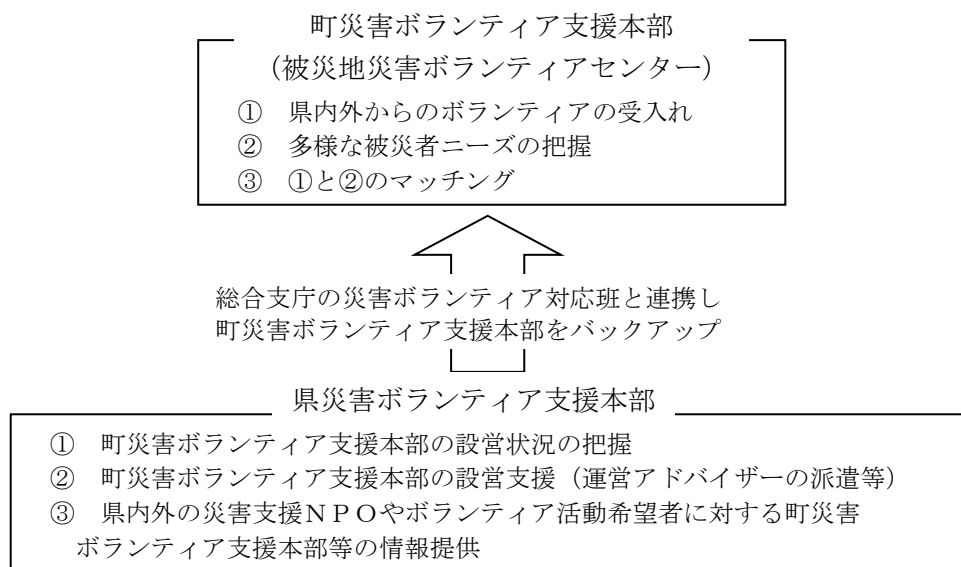 町災害ボランティア支援本部
(被災地災害ボランティアセンター)
① 県内外からのボランティアの受入れ
② 多様な被災者ニーズの把握
③ ①と②のマッチング
総合支庁の災害ボランティア対応班と連携し
町災害ボランティア支援本部をバックアップ
県災害ボランティア支援本部
① 町災害ボランティア支援本部の設営状況の把握
② 町災害ボランティア支援本部の設営支援(運営アドバイザーの派遣等)
③ 県内外の災害支援NPOやボランティア活動希望者に対する町災害
ボランティア支援本部等の情報提供